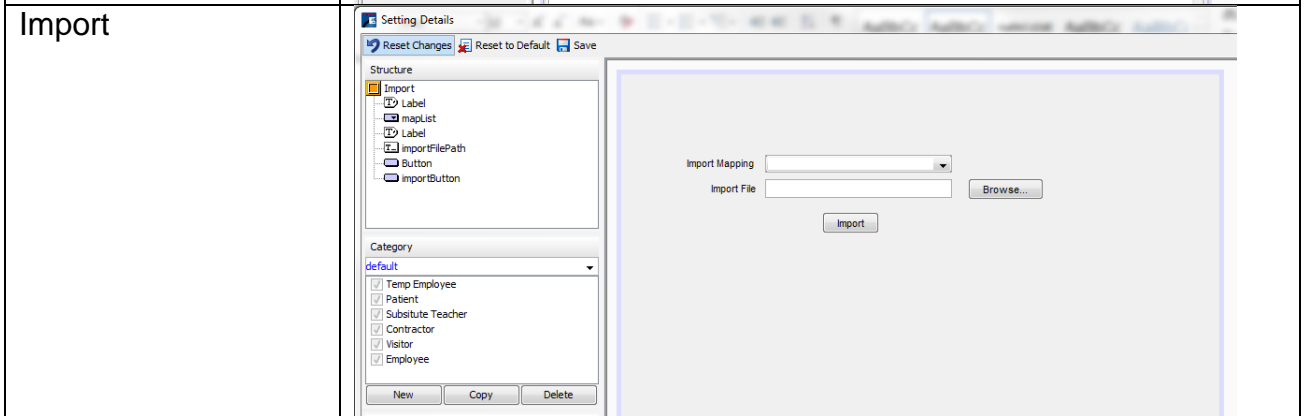 Import
Setting Details
Reset Changes Reset to Default Save
Structure
Import
Label
mapList
Label
importFilePath
Button
importButton
Category
default
Temp Employee
Patient
Subsitute Teacher
Contractor
Visitor
Employee
New Copy Delete
Import Mapping
Import File Browse...
Import